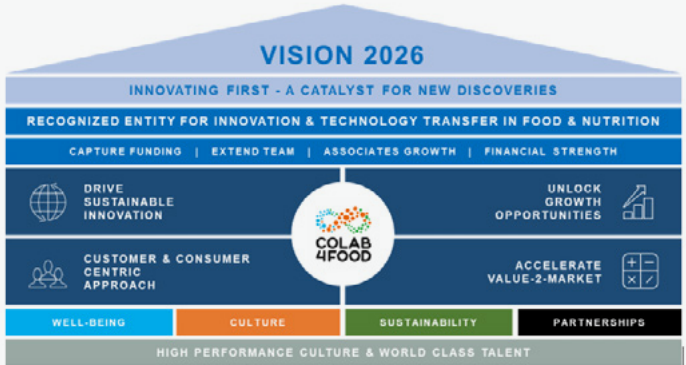 VISION 2026
INNOVATING FIRST - A CATALYST FOR NEW DISCOVERIES
RECOGNIZED ENTITY FOR INNOVATION & TECHNOLOGY TRANSFER IN FOOD & NUTRITION
CAPTURE FUNDING | EXTEND TEAM | ASSOCIATES GROWTH | FINANCIAL STRENGTH
DRIVE
SUSTAINABLE
INNOVATION
UNLOCK
GROWTH
OPPORTUNITIES
COLAB
4FOOD
CUSTOMER & CONSUMER
CENTRIC
APPROACH
ACCELERATE
VALUE-2-MARKET
WELL-BEING
CULTURE
SUSTAINABILITY
PARTNERSHIPS
HIGH PERFORMANCE CULTURE & WORLD CLASS TALENT